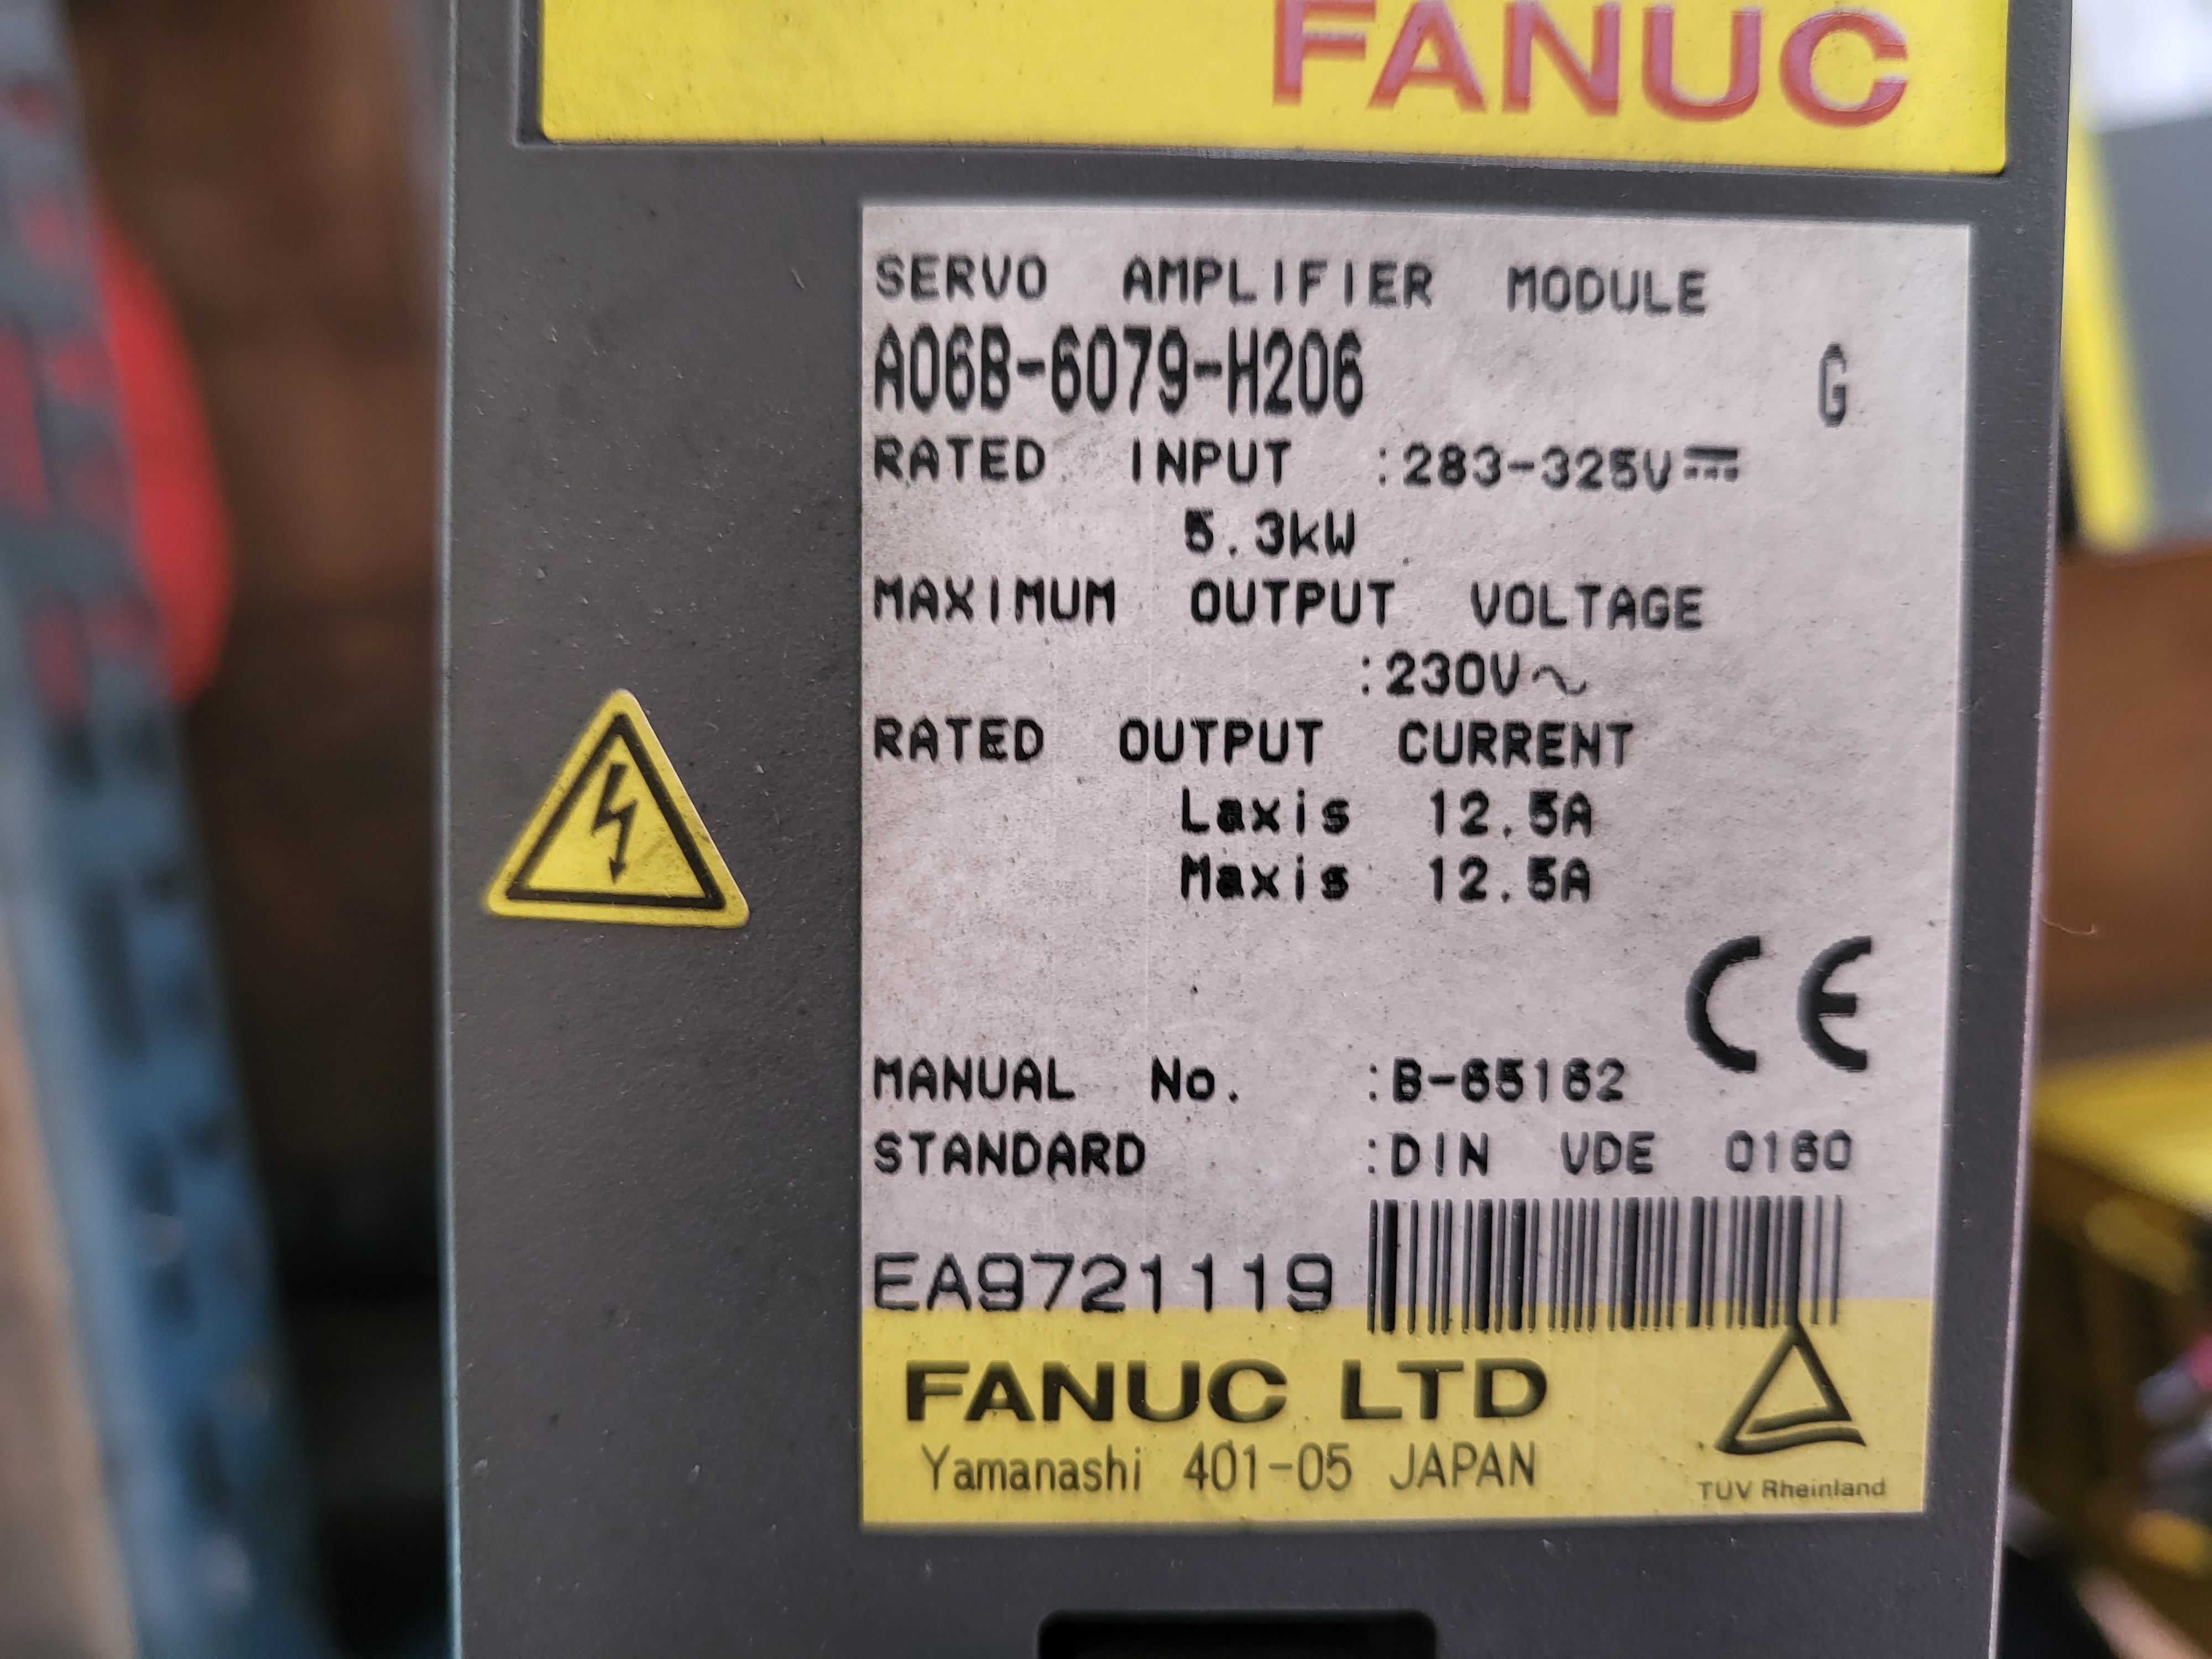 FANUC
SERVO AMPLIFIER MODULE
A06B-6079-H206 G
RATED INPUT :283-325V⎓
5.3kW
MAXIMUM OUTPUT VOLTAGE
:230V~
RATED OUTPUT CURRENT
Laxis 12.5A
Maxis 12.5A
CE
MANUAL No. :B-65162
STANDARD :DIN VDE 0160
EA9721119
FANUC LTD
Yamanashi 401-05 JAPAN
TÜV Rheinland